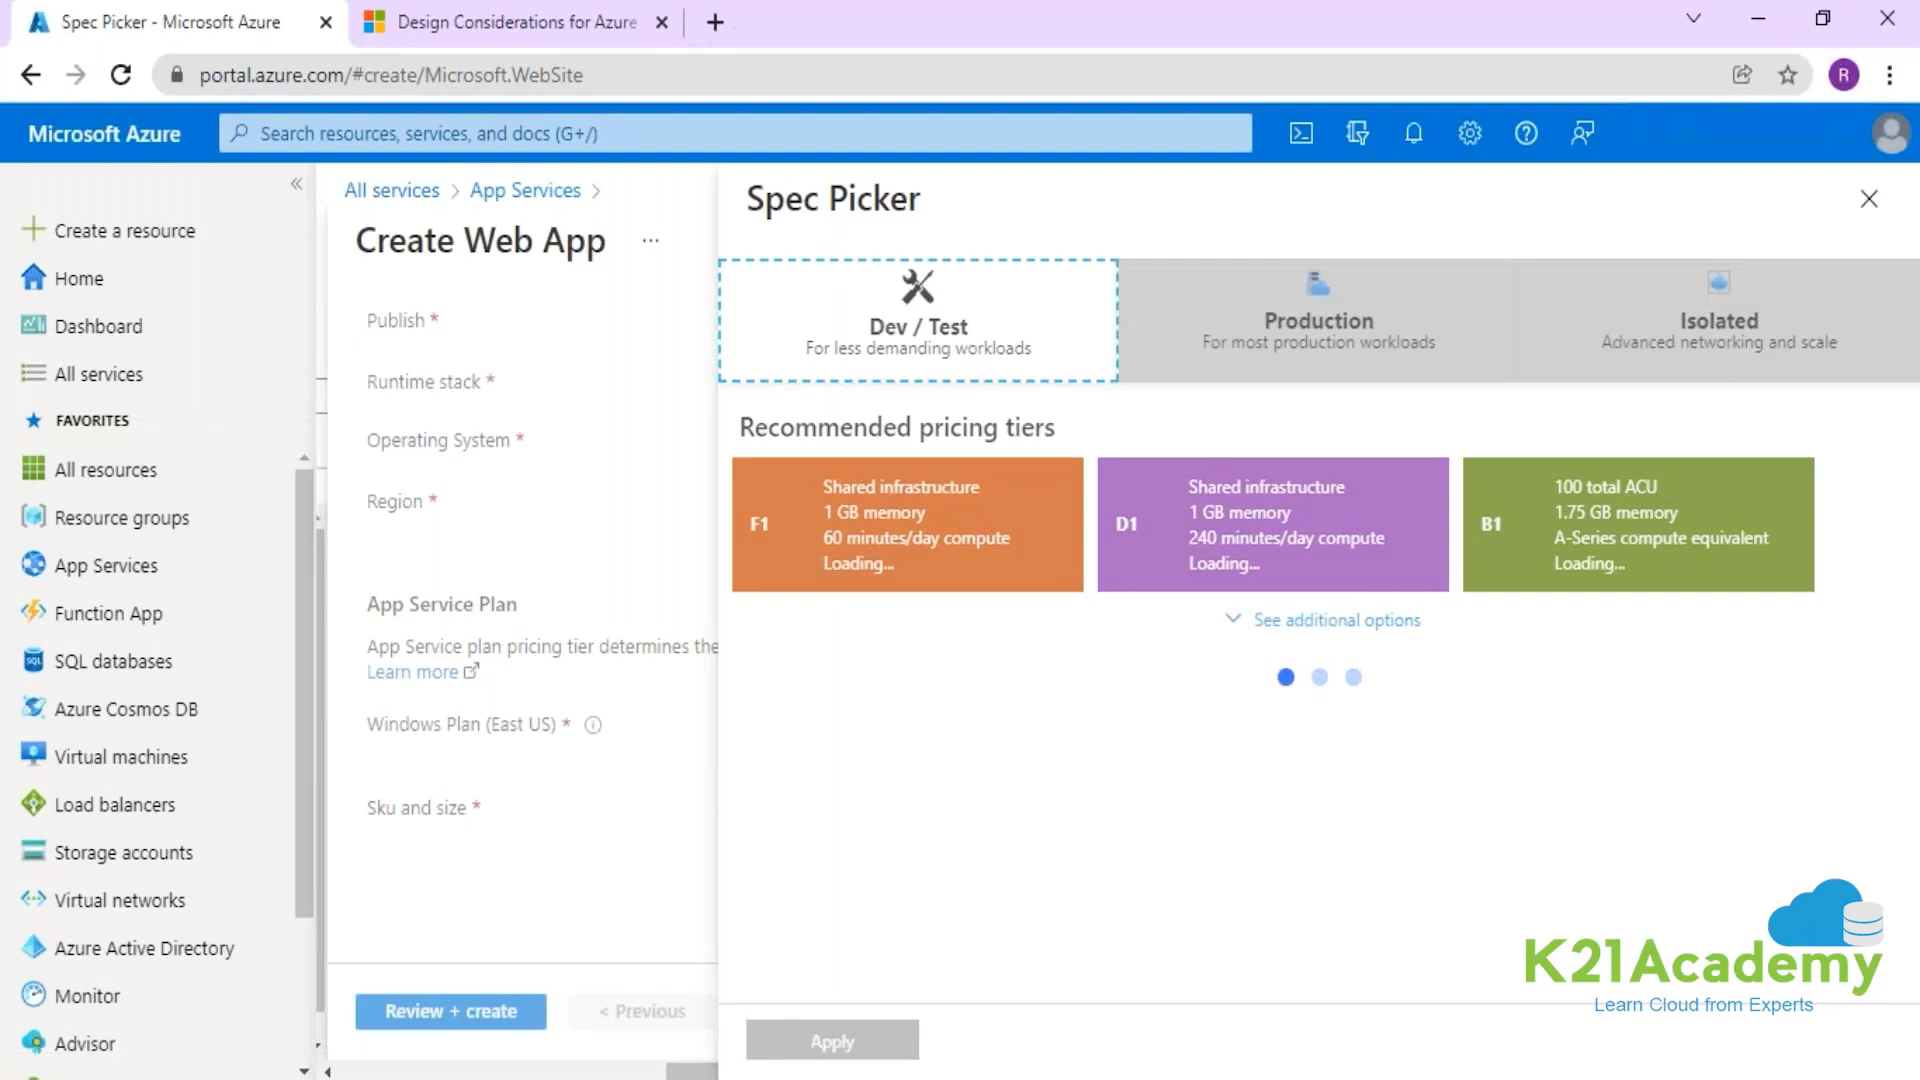 Spec Picker - Microsoft Azure
Design Considerations for Azure
portal.azure.com/#create/Microsoft.WebSite
R
Microsoft Azure
Search resources, services, and docs (G+/)
Create a resource
Home
Dashboard
All services
FAVORITES
All resources
Resource groups
App Services
Function App
SQL
SQL databases
Azure Cosmos DB
Virtual machines
Load balancers
Storage accounts
Virtual networks
Azure Active Directory
Monitor
Advisor
All services > App Services >
Create Web App ...
Publish *
Runtime stack *
Operating System *
Region *
App Service Plan
App Service plan pricing tier determines the
Learn more
Windows Plan (East US) *
Sku and size *
Review + create
< Previous
Spec Picker
Dev / Test
For less demanding workloads
Production
For most production workloads
Isolated
Advanced networking and scale
Recommended pricing tiers
F1
Shared infrastructure
1 GB memory
60 minutes/day compute
Loading...
D1
Shared infrastructure
1 GB memory
240 minutes/day compute
Loading...
B1
100 total ACU
1.75 GB memory
A-Series compute equivalent
Loading...
See additional options
Apply
K21Academy
Learn Cloud from Experts